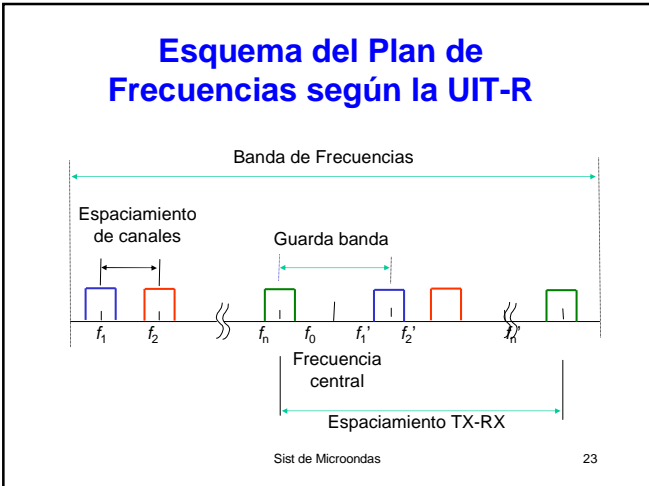 Esquema del Plan de
Frecuencias según la UIT-R
Banda de Frecuencias
Espaciamiento
de canales
Guarda banda
f1 f2 fn f0 f1' f2' fn'
Frecuencia
central
Espaciamiento TX-RX
Sist de Microondas 23